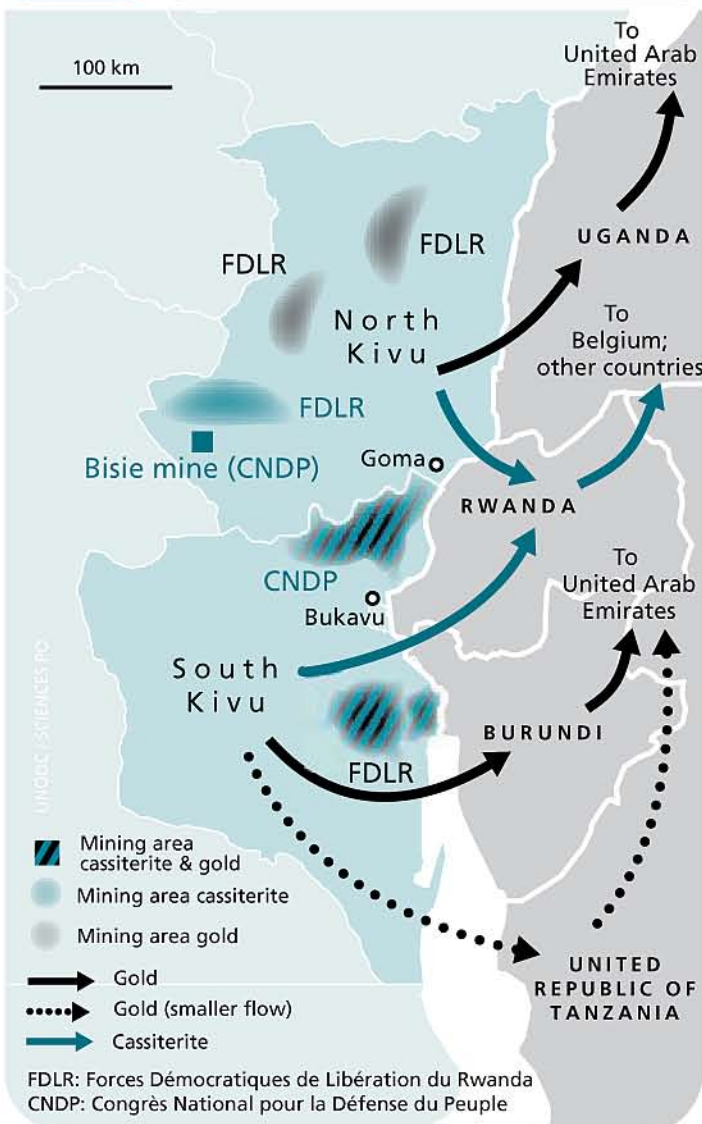 100 km
To
United Arab
Emirates
FDLR
FDLR
UGANDA
North
Kivu
To
Belgium;
other countries
FDLR
Bisie mine (CNDP)
Goma
RWANDA
CNDP
Bukavu
To
United Arab
Emirates
South
Kivu
BURUNDI
FDLR
UNODC / SCIENCES PO
Mining area
cassiterite & gold
Mining area cassiterite
Mining area gold
Gold
Gold (smaller flow)
Cassiterite
UNITED
REPUBLIC OF
TANZANIA
FDLR: Forces Démocratiques de Libération du Rwanda
CNDP: Congrès National pour la Défense du Peuple